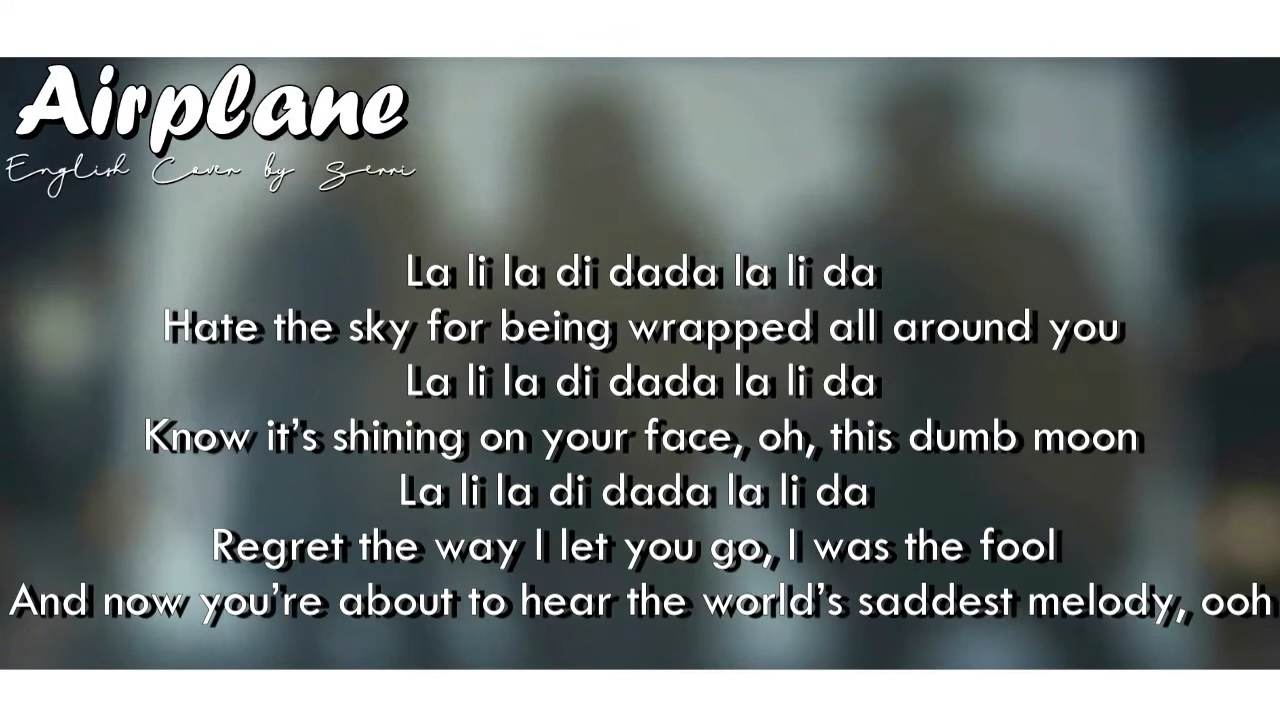 Airplane
English Cover by Zerri
La li la di dada la li da
Hate the sky for being wrapped all around you
La li la di dada la li da
Know it's shining on your face, oh, this dumb moon
La li la di dada la li da
Regret the way I let you go, I was the fool
And now you're about to hear the world's saddest melody, ooh